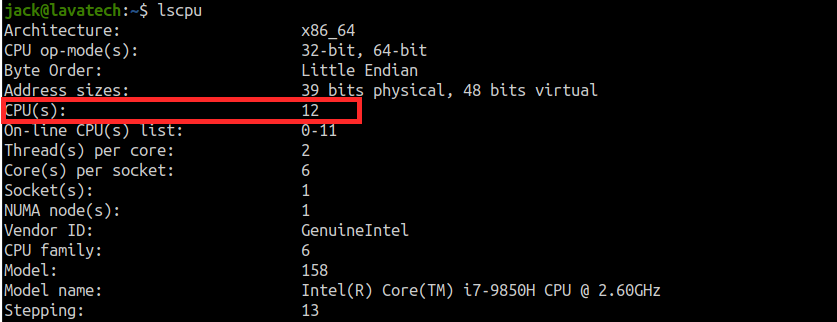 jack@lavatech:~$ lscpu
Architecture: x86_64
CPU op-mode(s): 32-bit, 64-bit
Byte Order: Little Endian
Address sizes: 39 bits physical, 48 bits virtual
CPU(s): 12
On-line CPU(s) list: 0-11
Thread(s) per core: 2
Core(s) per socket: 6
Socket(s): 1
NUMA node(s): 1
Vendor ID: GenuineIntel
CPU family: 6
Model: 158
Model name: Intel(R) Core(TM) i7-9850H CPU @ 2.60GHz
Stepping: 13